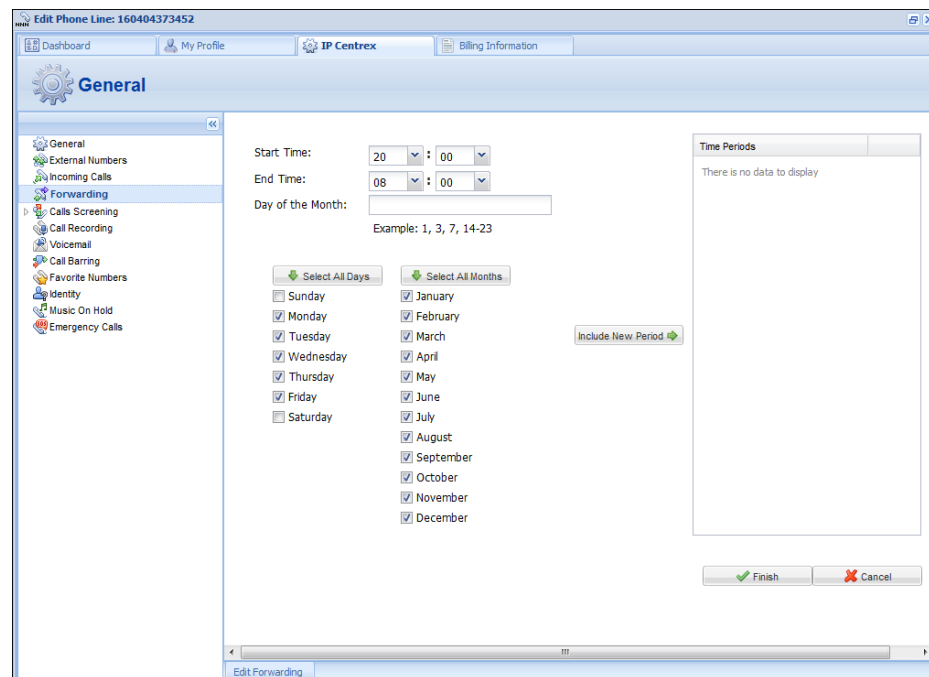 Edit Phone Line: 160404373452
Dashboard
My Profile
IP Centrex
Billing Information
General
General
External Numbers
Incoming Calls
Forwarding
Calls Screening
Call Recording
Voicemail
Call Barring
Favorite Numbers
Identity
Music On Hold
Emergency Calls
Start Time: 20 : 00
End Time: 08 : 00
Day of the Month:
Example: 1, 3, 7, 14-23
Select All Days
Sunday
Monday
Tuesday
Wednesday
Thursday
Friday
Saturday
Select All Months
January
February
March
April
May
June
July
August
September
October
November
December
Include New Period
Time Periods
There is no data to display
Finish
Cancel
Edit Forwarding